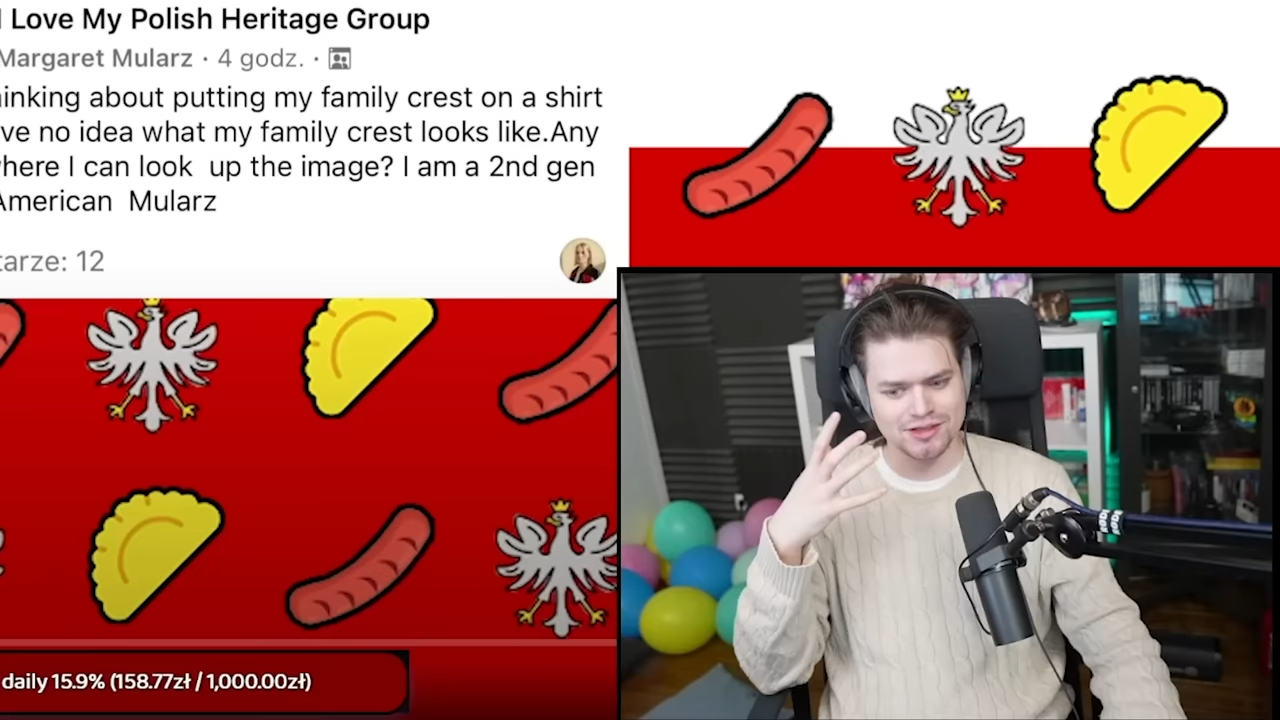 I Love My Polish Heritage Group
Margaret Mularz · 4 godz. ·
inking about putting my family crest on a shirt
ve no idea what my family crest looks like.Any
here I can look up the image? I am a 2nd gen
American Mularz
tarze: 12
daily 15.9% (158.77zł / 1,000.00zł)